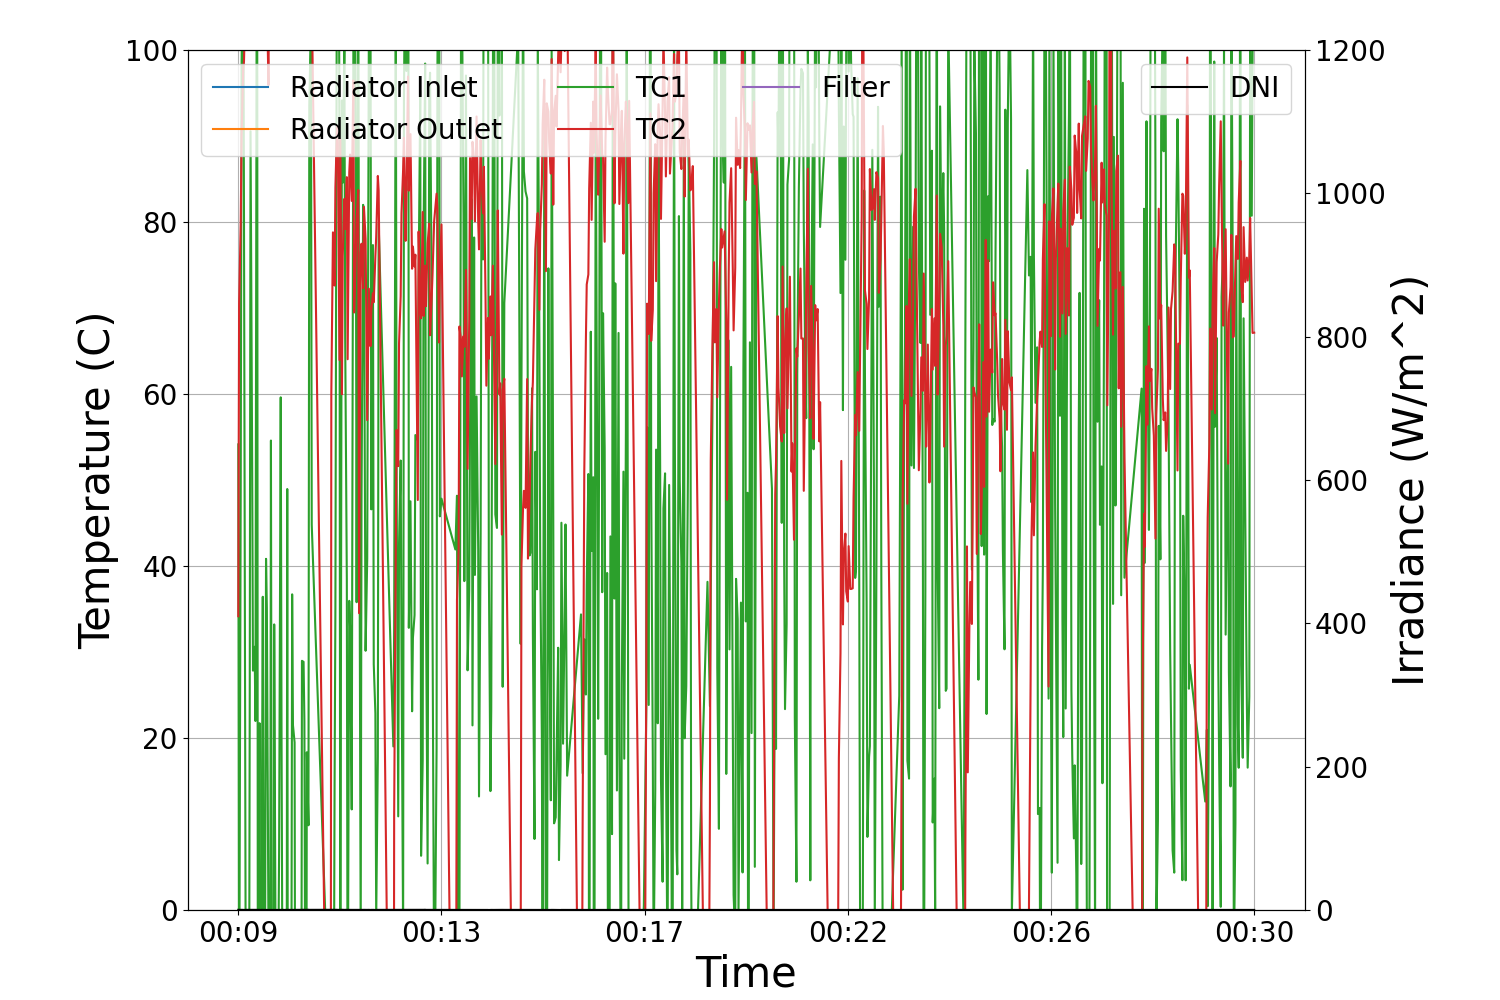 Temperature (C)
100
80
60
40
20
0
Radiator Inlet
Radiator Outlet
TC1
TC2
Filter
DNI
1200
1000
800
600
400
200
0
Irradiance (W/m^2)
00:09 00:13 00:17 00:22 00:26 00:30
Time